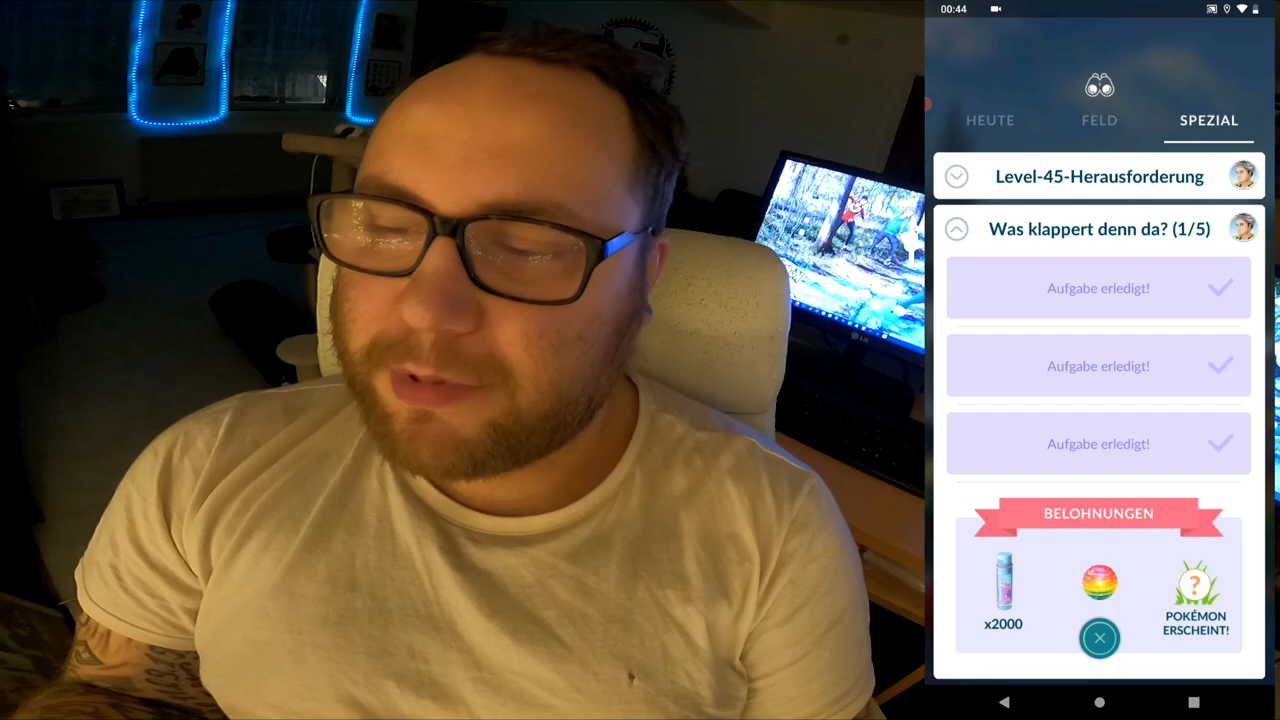 00:44
HEUTE
FELD
SPEZIAL
Level-45-Herausforderung
Was klappert denn da? (1/5)
Aufgabe erledigt!
Aufgabe erledigt!
Aufgabe erledigt!
BELOHNUNGEN
x2000
POKÉMON
ERSCHEINT!
LG